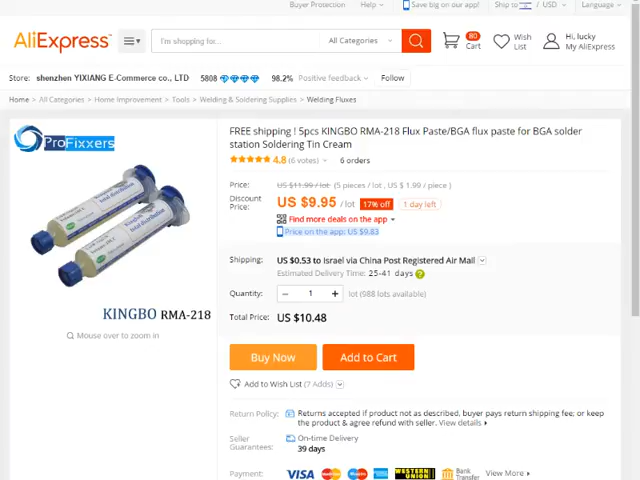 Buyer Protection Help Save big on our app! Ship to / USD Language
AliExpress™
I'm shopping for...
All Categories
80
Cart
Wish
List
Hi, lucky
My AliExpress
Store: shenzhen YIXIANG E-Commerce co., LTD 5808 98.2% Positive feedback Follow
Home > All Categories > Home Improvement > Tools > Welding & Soldering Supplies > Welding Fluxes
ProFixxers
KINGBO RMA-218
Mouse over to zoom in
FREE shipping ! 5pcs KINGBO RMA-218 Flux Paste/BGA flux paste for BGA solder
station Soldering Tin Cream
4.8 (6 votes) 6 orders
Price: US $11.99 / lot (5 pieces / lot , US $ 1.99 / piece )
Discount
Price:
US $9.95 / lot 17% off 1 day left
Find more deals on the app
Price on the app: US $9.83
Shipping: US $0.53 to Israel via China Post Registered Air Mail
Estimated Delivery Time: 25-41 days ?
Quantity: − 1 + lot (988 lots available)
Total Price: US $10.48
Buy Now Add to Cart
Add to Wish List (7 Adds)
Return Policy: Returns accepted if product not as described, buyer pays return shipping fee; or keep
the product & agree refund with seller. View details
Seller
Guarantees:
On-time Delivery
39 days
Payment: VISA MasterCard Maestro WESTERN UNION Bank Transfer View More